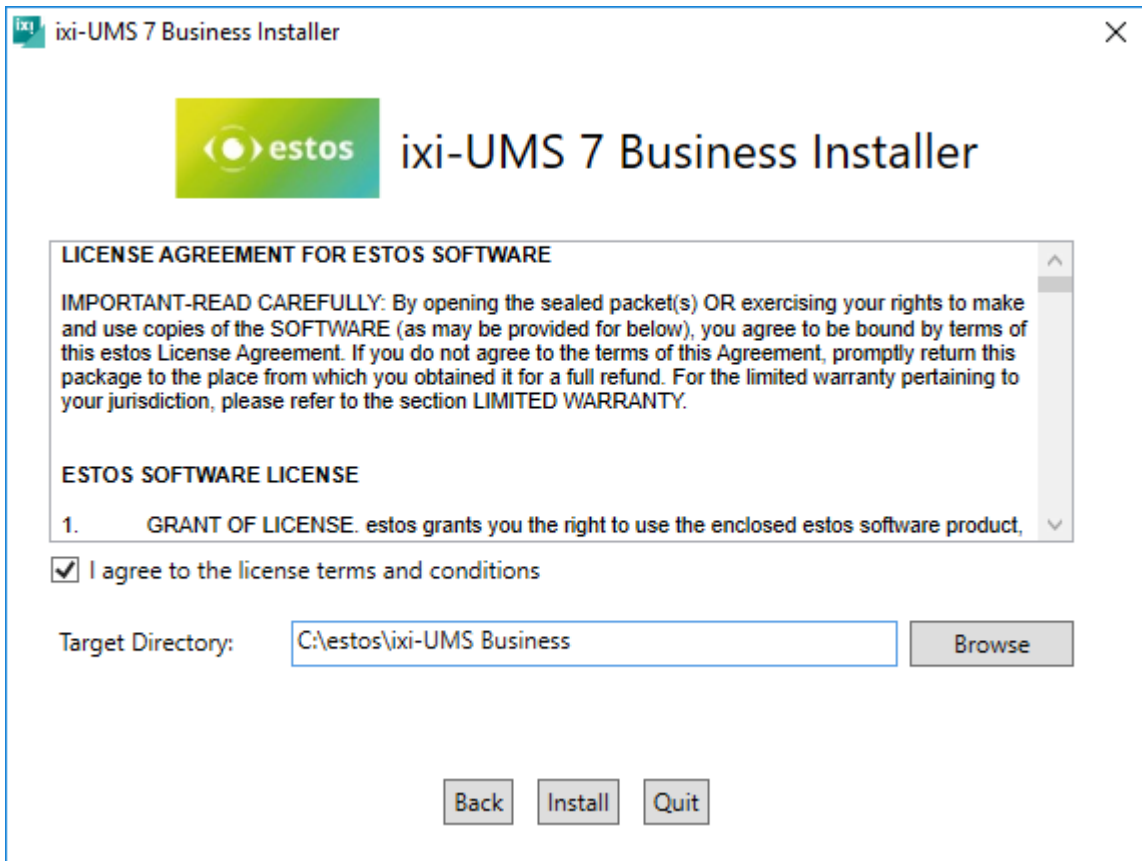 ixi-UMS 7 Business Installer
estos
ixi-UMS 7 Business Installer
LICENSE AGREEMENT FOR ESTOS SOFTWARE
IMPORTANT-READ CAREFULLY: By opening the sealed packet(s) OR exercising your rights to make
and use copies of the SOFTWARE (as may be provided for below), you agree to be bound by terms of
this estos License Agreement. If you do not agree to the terms of this Agreement, promptly return this
package to the place from which you obtained it for a full refund. For the limited warranty pertaining to
your jurisdiction, please refer to the section LIMITED WARRANTY.
ESTOS SOFTWARE LICENSE
1. GRANT OF LICENSE. estos grants you the right to use the enclosed estos software product,
I agree to the license terms and conditions
Target Directory: C:\estos\ixi-UMS Business Browse
Back Install Quit